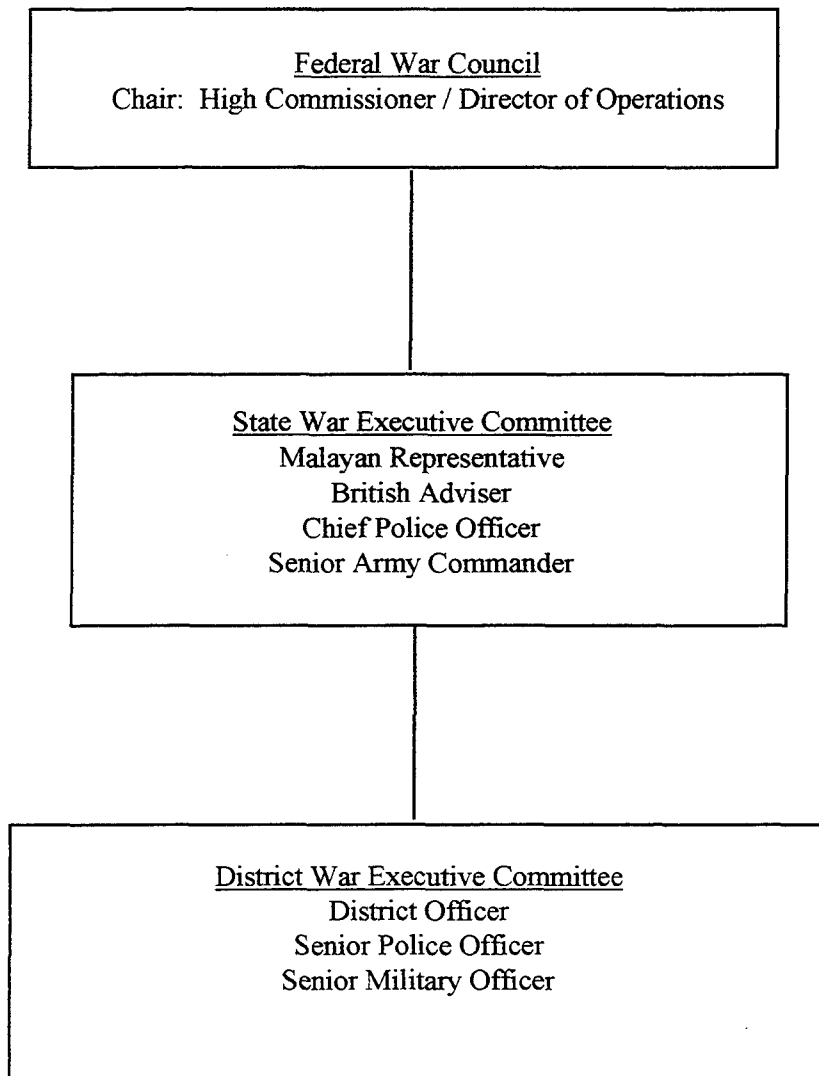 Federal War Council
Chair: High Commissioner / Director of Operations
State War Executive Committee
Malayan Representative
British Adviser
Chief Police Officer
Senior Army Commander
District War Executive Committee
District Officer
Senior Police Officer
Senior Military Officer